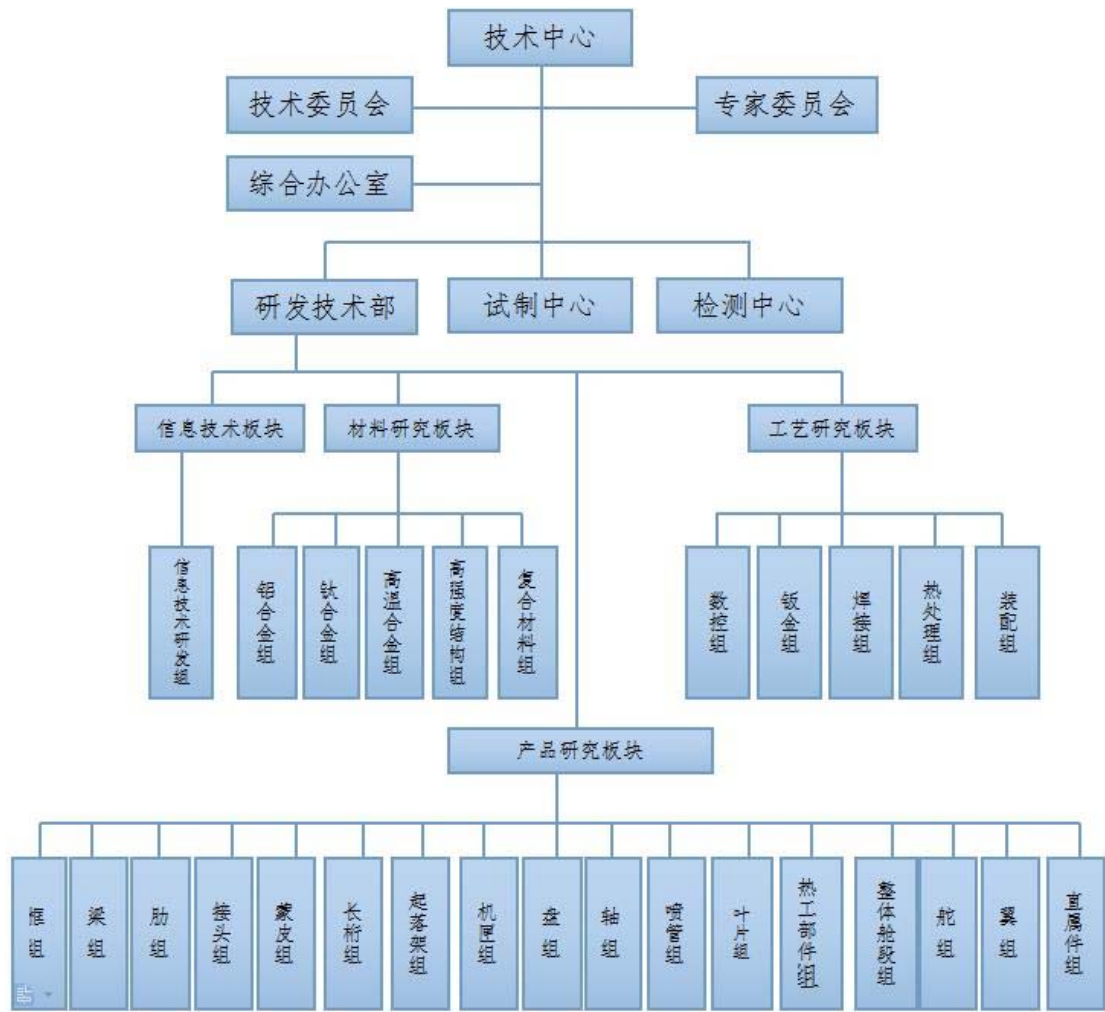 技术中心
技术委员会
专家委员会
综合办公室
研发技术部
试制中心
检测中心
信息技术板块
材料研究板块
工艺研究板块
信息技术研发组
铝合金组
钛合金组
高温合金组
高强度结构组
复合材料组
数控组
钣金组
焊接组
热处理组
装配组
产品研究板块
框组
梁组
肋组
接头组
蒙皮组
长桁组
起落架组
机匣组
盘组
轴组
喷管组
叶片组
热工部件组
整体舱段组
舵组
翼组
直属件组